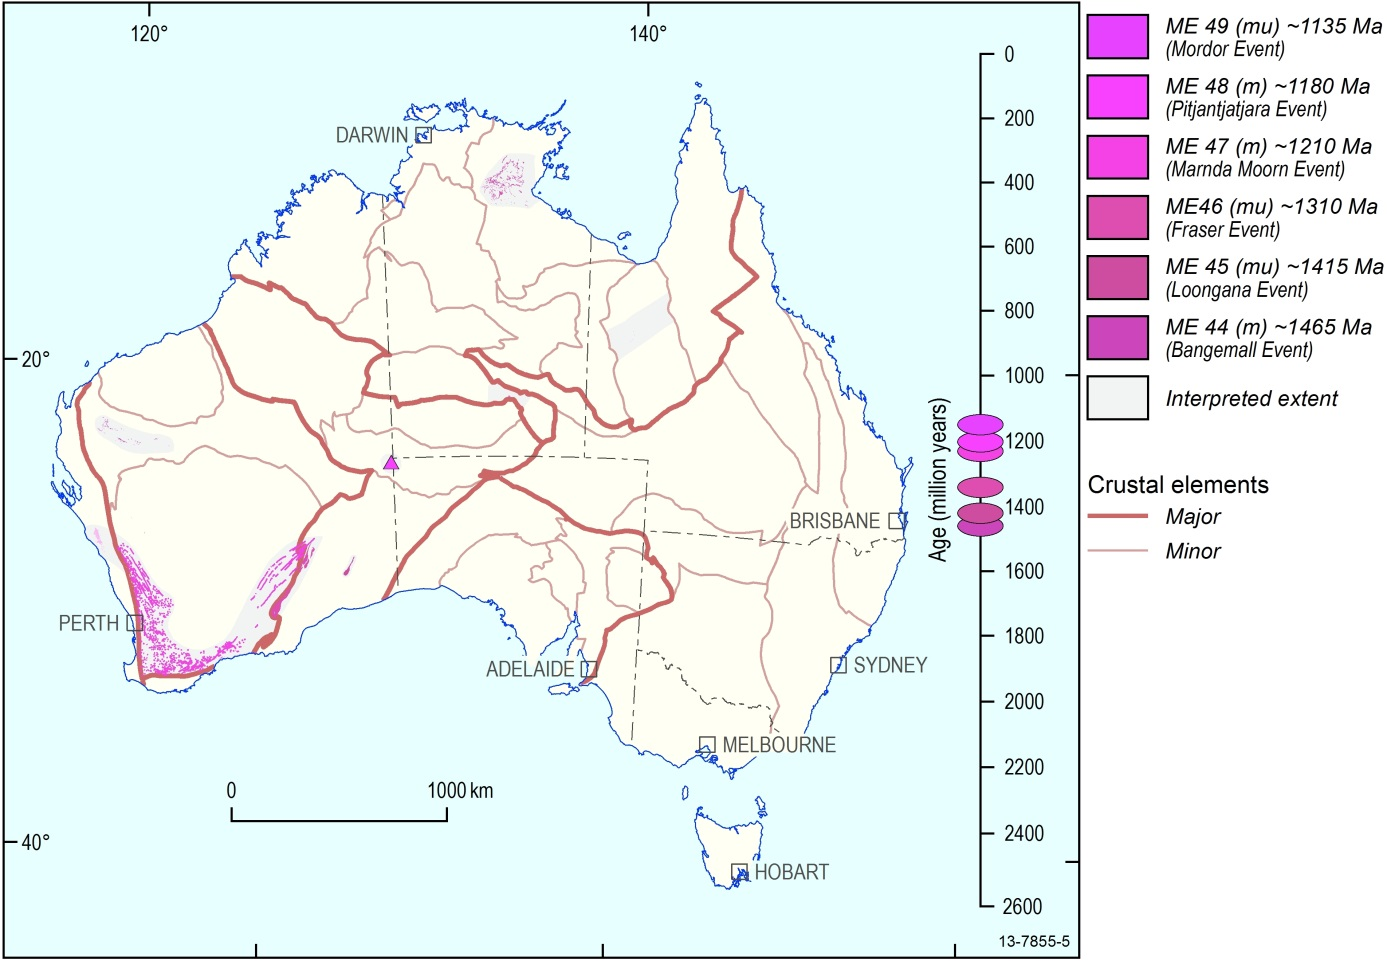 120°
140°
20°
40°
DARWIN
PERTH
ADELAIDE
BRISBANE
SYDNEY
MELBOURNE
HOBART
0
1000 km
Age (million years)
0
200
400
600
800
1000
1200
1400
1600
1800
2000
2200
2400
2600
13-7855-5
ME 49 (mu) ~1135 Ma
(Mordor Event)
ME 48 (m) ~1180 Ma
(Pitjantjatjara Event)
ME 47 (m) ~1210 Ma
(Marnda Moorn Event)
ME46 (mu) ~1310 Ma
(Fraser Event)
ME 45 (mu) ~1415 Ma
(Loongana Event)
ME 44 (m) ~1465 Ma
(Bangemall Event)
Interpreted extent
Crustal elements
Major
Minor